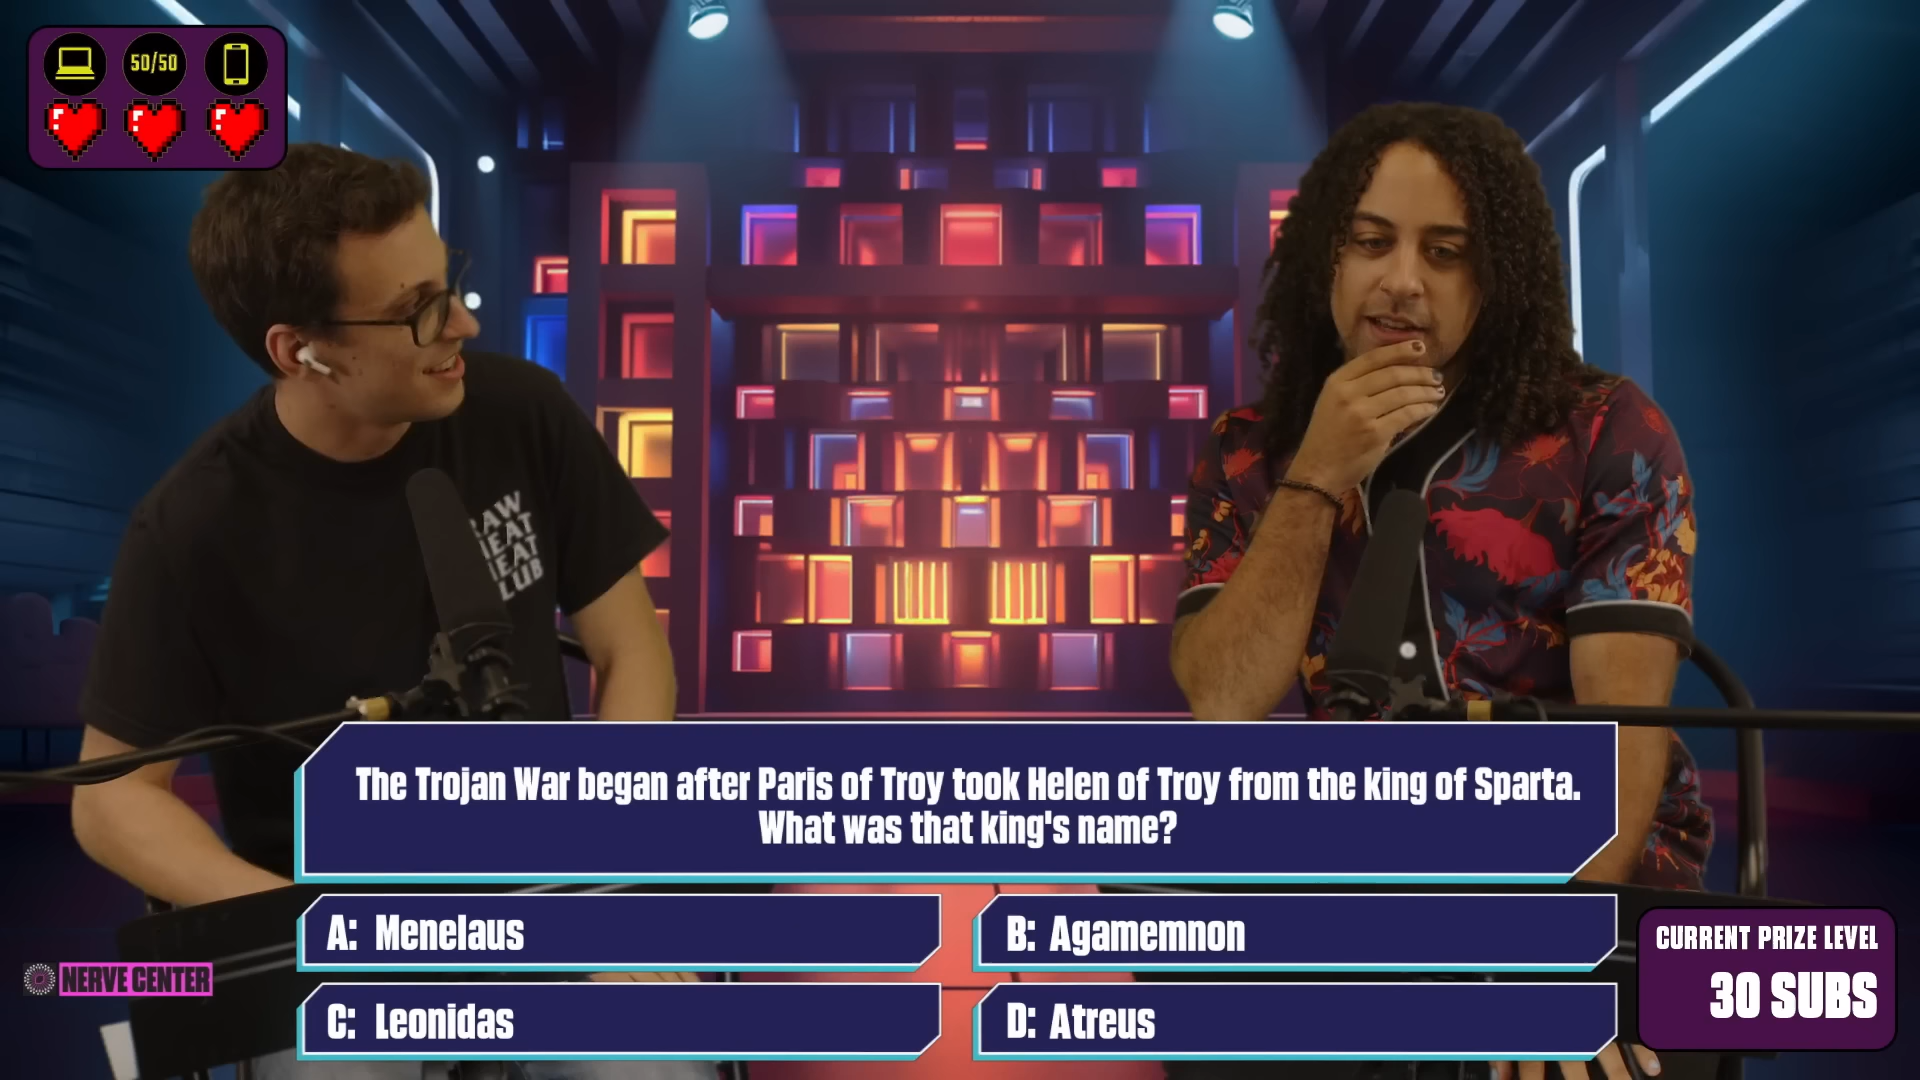 50/50
The Trojan War began after Paris of Troy took Helen of Troy from the king of Sparta.
What was that king's name?
A: Menelaus
B: Agamemnon
C: Leonidas
D: Atreus
CURRENT PRIZE LEVEL
30 SUBS
NERVE CENTER